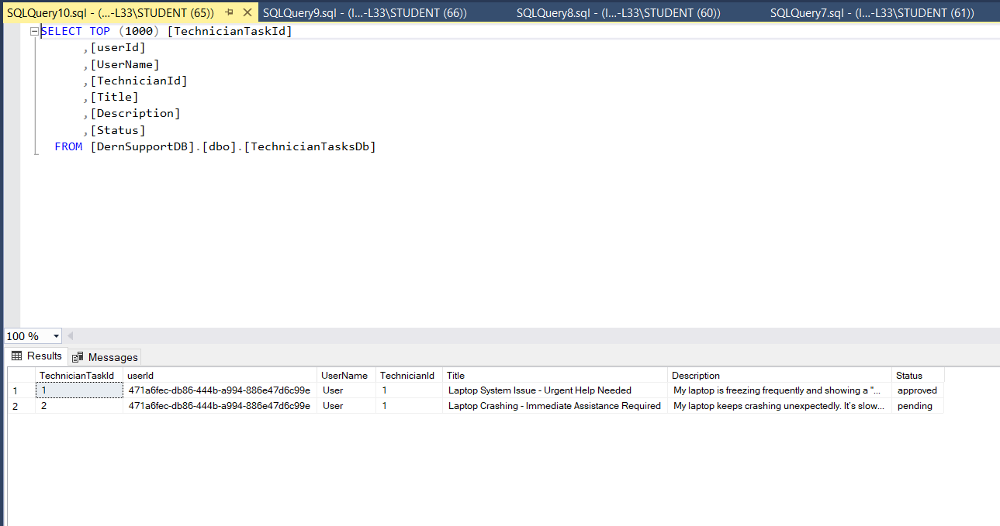 SQLQuery10.sql - (...-L33\STUDENT (65)) SQLQuery9.sql - (l...-L33\STUDENT (66)) SQLQuery8.sql - (l...-L33\STUDENT (60)) SQLQuery7.sql - (l...-L33\STUDENT (61))
SELECT TOP (1000) [TechnicianTaskId]
,[userId]
,[UserName]
,[TechnicianId]
,[Title]
,[Description]
,[Status]
FROM [DernSupportDB].[dbo].[TechnicianTasksDb]
100 %
Results Messages
TechnicianTaskId userId UserName TechnicianId Title Description Status
1 1 471a6fec-db86-444b-a994-886e47d6c99e User 1 Laptop System Issue - Urgent Help Needed My laptop is freezing frequently and showing a "... approved
2 2 471a6fec-db86-444b-a994-886e47d6c99e User 1 Laptop Crashing - Immediate Assistance Required My laptop keeps crashing unexpectedly. It's slow... pending